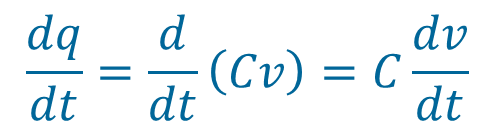 dq/dt = d/dt (Cv) = C dv/dt